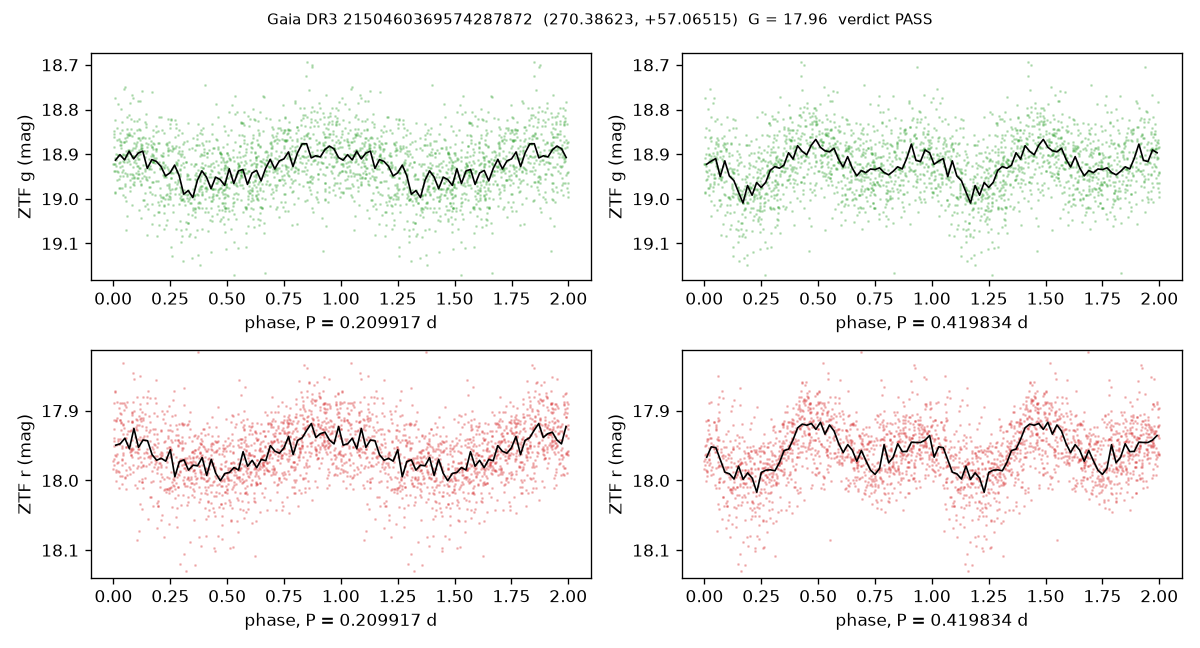 Gaia DR3 2150460369574287872 (270.38623, +57.06515) G = 17.96 verdict PASS
ZTF g (mag)
18.7
18.8
18.9
19.0
19.1
0.00 0.25 0.50 0.75 1.00 1.25 1.50 1.75 2.00
phase, P = 0.209917 d
ZTF g (mag)
18.7
18.8
18.9
19.0
19.1
0.00 0.25 0.50 0.75 1.00 1.25 1.50 1.75 2.00
phase, P = 0.419834 d
ZTF r (mag)
17.9
18.0
18.1
0.00 0.25 0.50 0.75 1.00 1.25 1.50 1.75 2.00
phase, P = 0.209917 d
ZTF r (mag)
17.9
18.0
18.1
0.00 0.25 0.50 0.75 1.00 1.25 1.50 1.75 2.00
phase, P = 0.419834 d